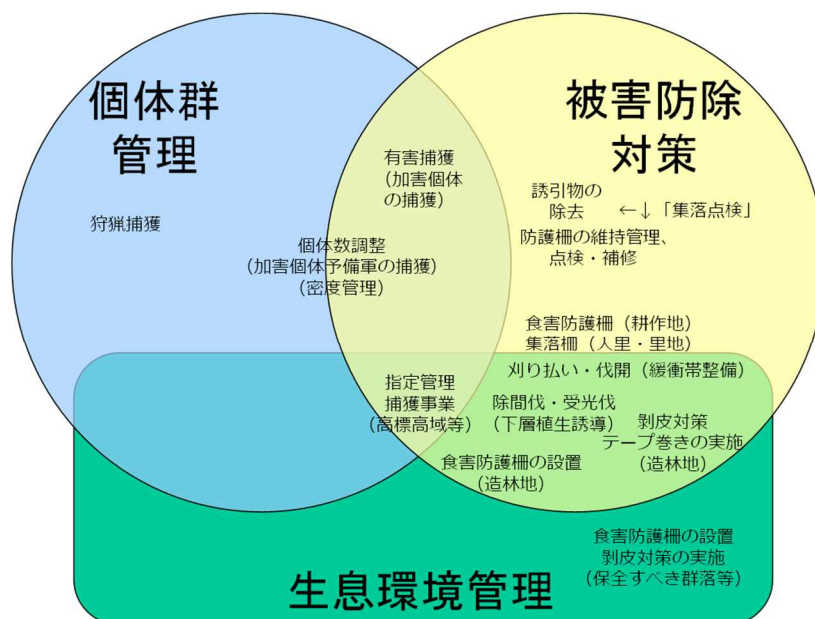 個体群
管理
被害防除
対策
有害捕獲
（加害個体
の捕獲）
狩猟捕獲
個体数調整
（加害個体予備軍の捕獲）
（密度管理）
誘引物の
除去　←↓「集落点検」
防護柵の維持管理、
点検・補修
食害防護柵（耕作地）
集落柵（人里・里地）
刈り払い・伐開（緩衝帯整備）
指定管理
捕獲事業
（高標高域等）
除間伐・受光伐
（下層植生誘導）
剥皮対策
テープ巻きの実施
（造林地）
食害防護柵の設置
（造林地）
食害防護柵の設置
剥皮対策の実施
（保全すべき群落等）
生息環境管理